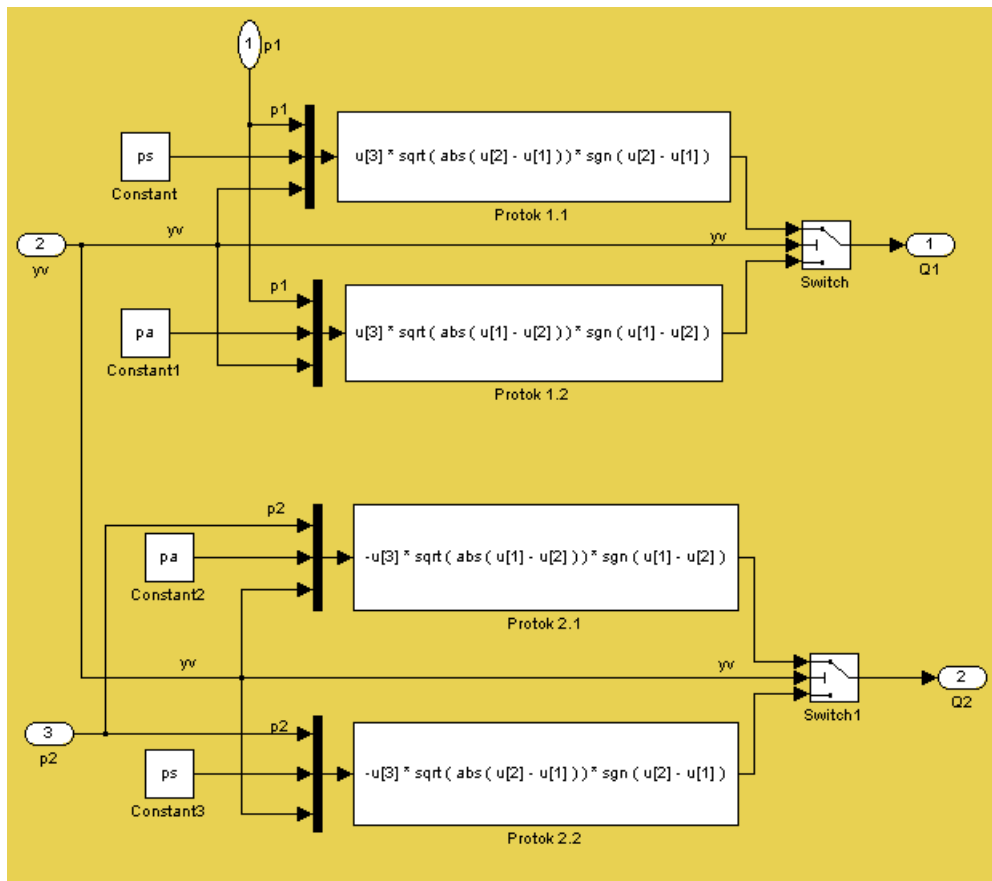 1
p1
p1
ps
u[3] * sqrt ( abs ( u[2] - u[1] ) ) * sgn ( u[2] - u[1] )
Constant
Protok 1.1
2
yv
yv
yv
1
Q1
Switch
p1
pa
u[3] * sqrt ( abs ( u[1] - u[2] ) ) * sgn ( u[1] - u[2] )
Constant1
Protok 1.2
p2
pa
-u[3] * sqrt ( abs ( u[1] - u[2] ) ) * sgn ( u[1] - u[2] )
Constant2
Protok 2.1
yv
yv
2
Q2
Switch1
3
p2
p2
ps
-u[3] * sqrt ( abs ( u[2] - u[1] ) ) * sgn ( u[2] - u[1] )
Constant3
Protok 2.2